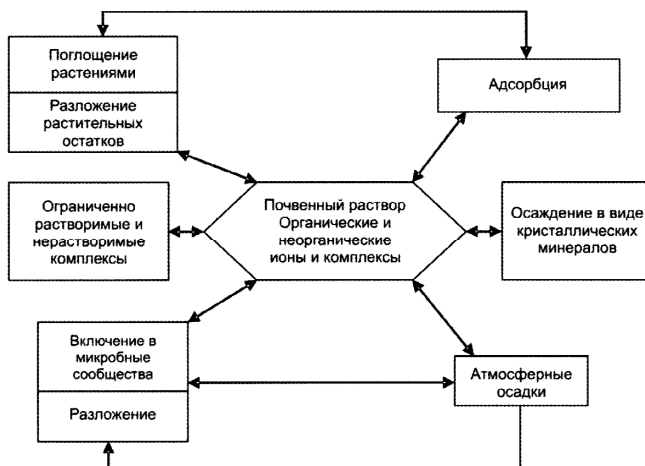 Поглощение
растениями
Разложение
растительных
остатков
Адсорбция
Ограниченно
растворимые и
нерастворимые
комплексы
Почвенный раствор
Органические и
неорганические
ионы и комплексы
Осаждение в виде
кристаллических
минералов
Включение в
микробные
сообщества
Разложение
Атмосферные
осадки